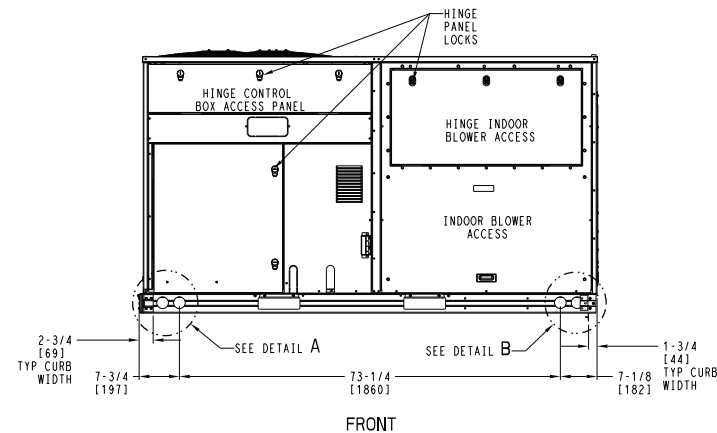 HINGE
PANEL
LOCKS
HINGE CONTROL
BOX ACCESS PANEL
HINGE INDOOR
BLOWER ACCESS
INDOOR BLOWER
ACCESS
2-3/4
[69]
TYP CURB
WIDTH
SEE DETAIL A
SEE DETAIL B
1-3/4
[44]
TYP CURB
WIDTH
7-3/4
[197]
73-1/4
[1860]
7-1/8
[182]
FRONT